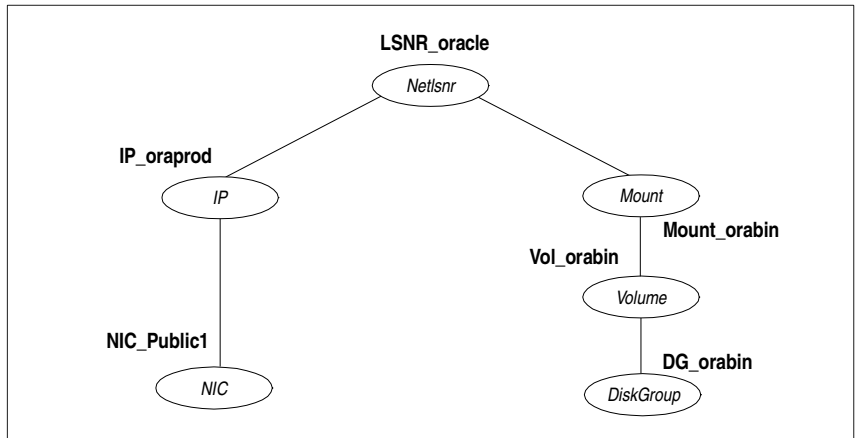 LSNR_oracle
Netlsnr
IP_oraprod
IP
Mount
Mount_orabin
Vol_orabin
Volume
NIC_Public1
NIC
DG_orabin
DiskGroup